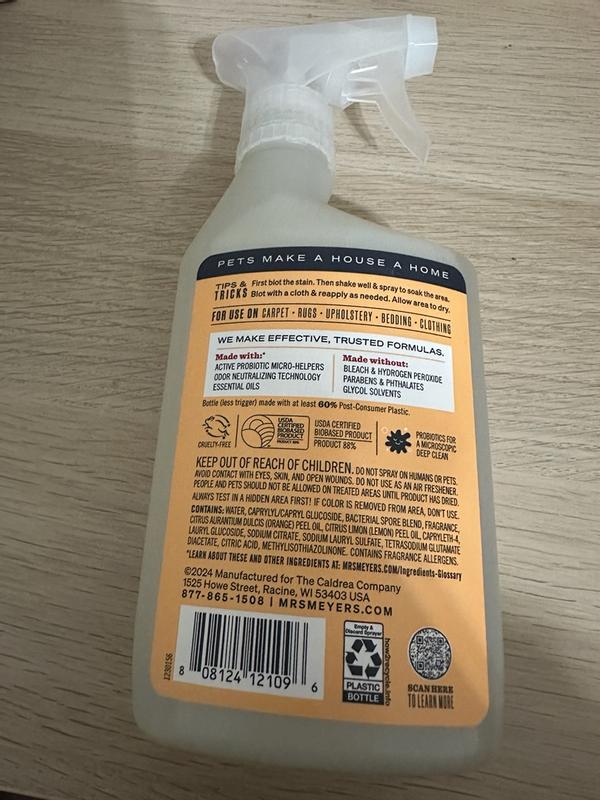 PETS MAKE A HOUSE A HOME
TIPS & TRICKS
First blot the stain. Then shake well & spray to soak the area.
Blot with a cloth & reapply as needed. Allow area to dry.
FOR USE ON CARPET · RUGS · UPHOLSTERY · BEDDING · CLOTHING
WE MAKE EFFECTIVE, TRUSTED FORMULAS.
Made with:*
ACTIVE PROBIOTIC MICRO-HELPERS
ODOR NEUTRALIZING TECHNOLOGY
ESSENTIAL OILS
Made without:
BLEACH & HYDROGEN PEROXIDE
PARABENS & PHTHALATES
GLYCOL SOLVENTS
Bottle (less trigger) made with at least 60% Post-Consumer Plastic.
CRUELTY-FREE
USDA
CERTIFIED
BIOBASED
PRODUCT
PRODUCT 88%
USDA CERTIFIED
BIOBASED PRODUCT
PRODUCT 88%
PROBIOTICS FOR
A MICROSCOPIC
DEEP CLEAN
KEEP OUT OF REACH OF CHILDREN. DO NOT SPRAY ON HUMANS OR PETS.
AVOID CONTACT WITH EYES, SKIN, AND OPEN WOUNDS. DO NOT USE AS AN AIR FRESHENER.
PEOPLE AND PETS SHOULD NOT BE ALLOWED ON TREATED AREAS UNTIL PRODUCT HAS DRIED.
ALWAYS TEST IN A HIDDEN AREA FIRST! IF COLOR IS REMOVED FROM AREA, DON'T USE.
CONTAINS: WATER, CAPRYLYL/CAPRYL GLUCOSIDE, BACTERIAL SPORE BLEND, FRAGRANCE,
CITRUS AURANTIUM DULCIS (ORANGE) PEEL OIL, CITRUS LIMON (LEMON) PEEL OIL, CAPRYLETH-4,
LAURYL GLUCOSIDE, SODIUM CITRATE, SODIUM LAURYL SULFATE, TETRASODIUM GLUTAMATE
DIACETATE, CITRIC ACID, METHYLISOTHIAZOLINONE. CONTAINS FRAGRANCE ALLERGENS.
*LEARN ABOUT THESE AND OTHER INGREDIENTS AT: MRSMEYERS.COM/Ingredients-Glossary
©2024 Manufactured for The Caldrea Company
1525 Howe Street, Racine, WI 53403 USA
877-865-1508 | MRSMEYERS.COM
1230156
8 08124 12109 6
Empty &
Discard Sprayer
PLASTIC
BOTTLE
how2recycle.info
SCAN HERE
TO LEARN MORE